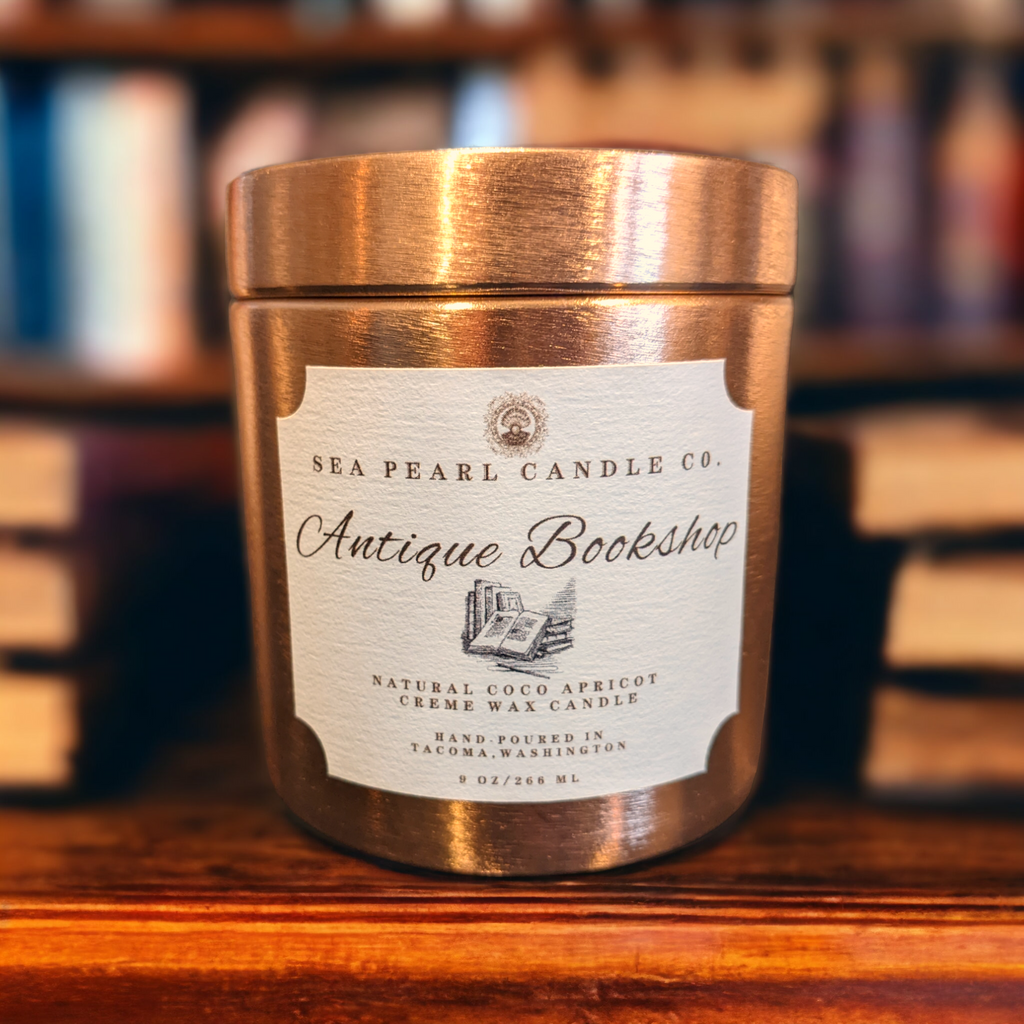 SEA PEARL CANDLE CO.
Antique Bookshop
NATURAL COCO APRICOT
CREME WAX CANDLE
HAND-POURED IN
TACOMA, WASHINGTON
9 OZ/266 ML